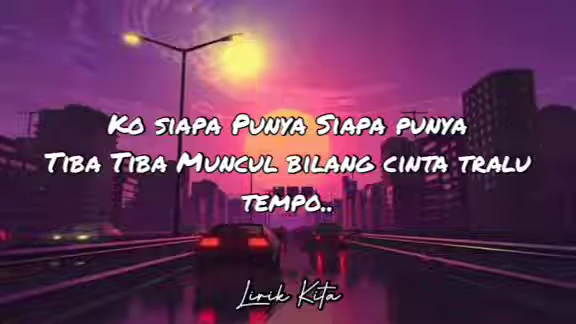 Ko siapa Punya Siapa punya
Tiba Tiba Muncul bilang cinta tralu
tempo..
Lirik Kita